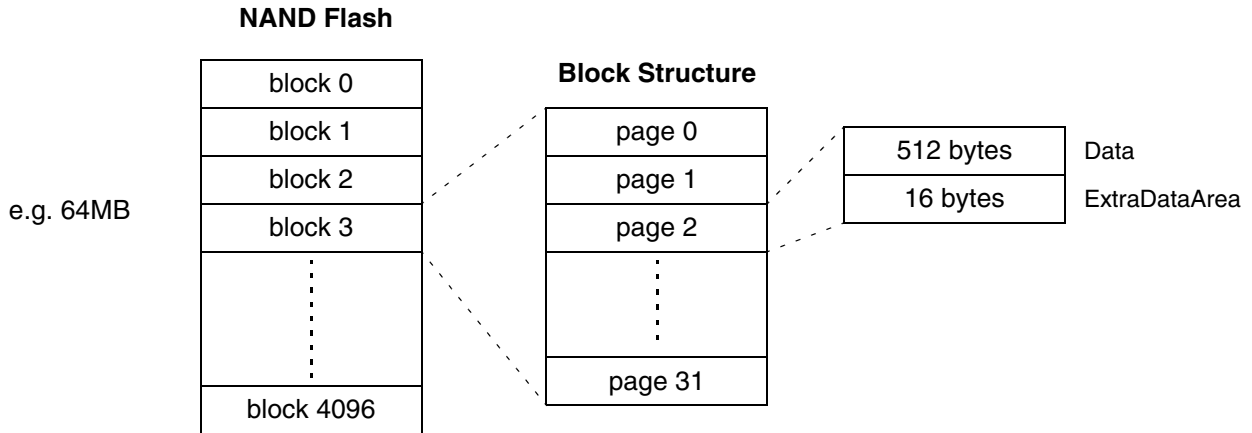 NAND Flash
block 0
block 1
block 2
block 3
block 4096
e.g. 64MB
Block Structure
page 0
page 1
page 2
page 31
512 bytes
Data
16 bytes
ExtraDataArea